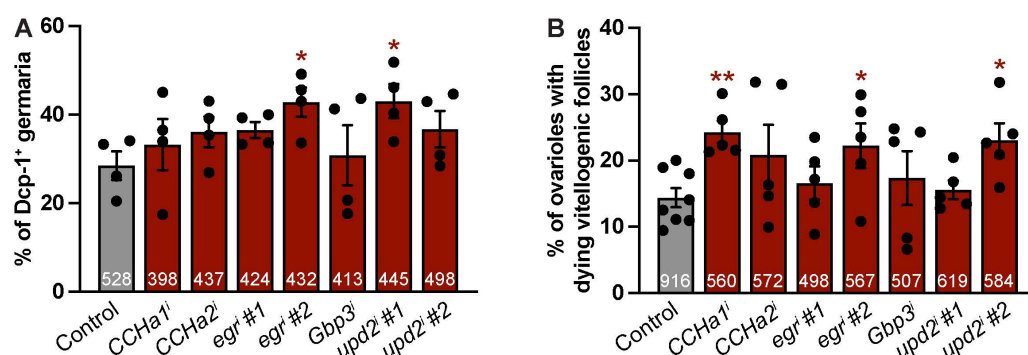 A
% of Dcp-1⁺ germaria
60
40
20
0
528 398 437 424 432 413 445 498
* *
Control CCHa1ⁱ CCHa2ⁱ egrⁱ #1 egrⁱ #2 Gbp3ⁱ upd2ⁱ #1 upd2ⁱ #2
B
% of ovarioles with
dying vitellogenic follicles
40
30
20
10
0
916 560 572 498 567 507 619 584
** * *
Control CCHa1ⁱ CCHa2ⁱ egrⁱ #1 egrⁱ #2 Gbp3ⁱ upd2ⁱ #1 upd2ⁱ #2